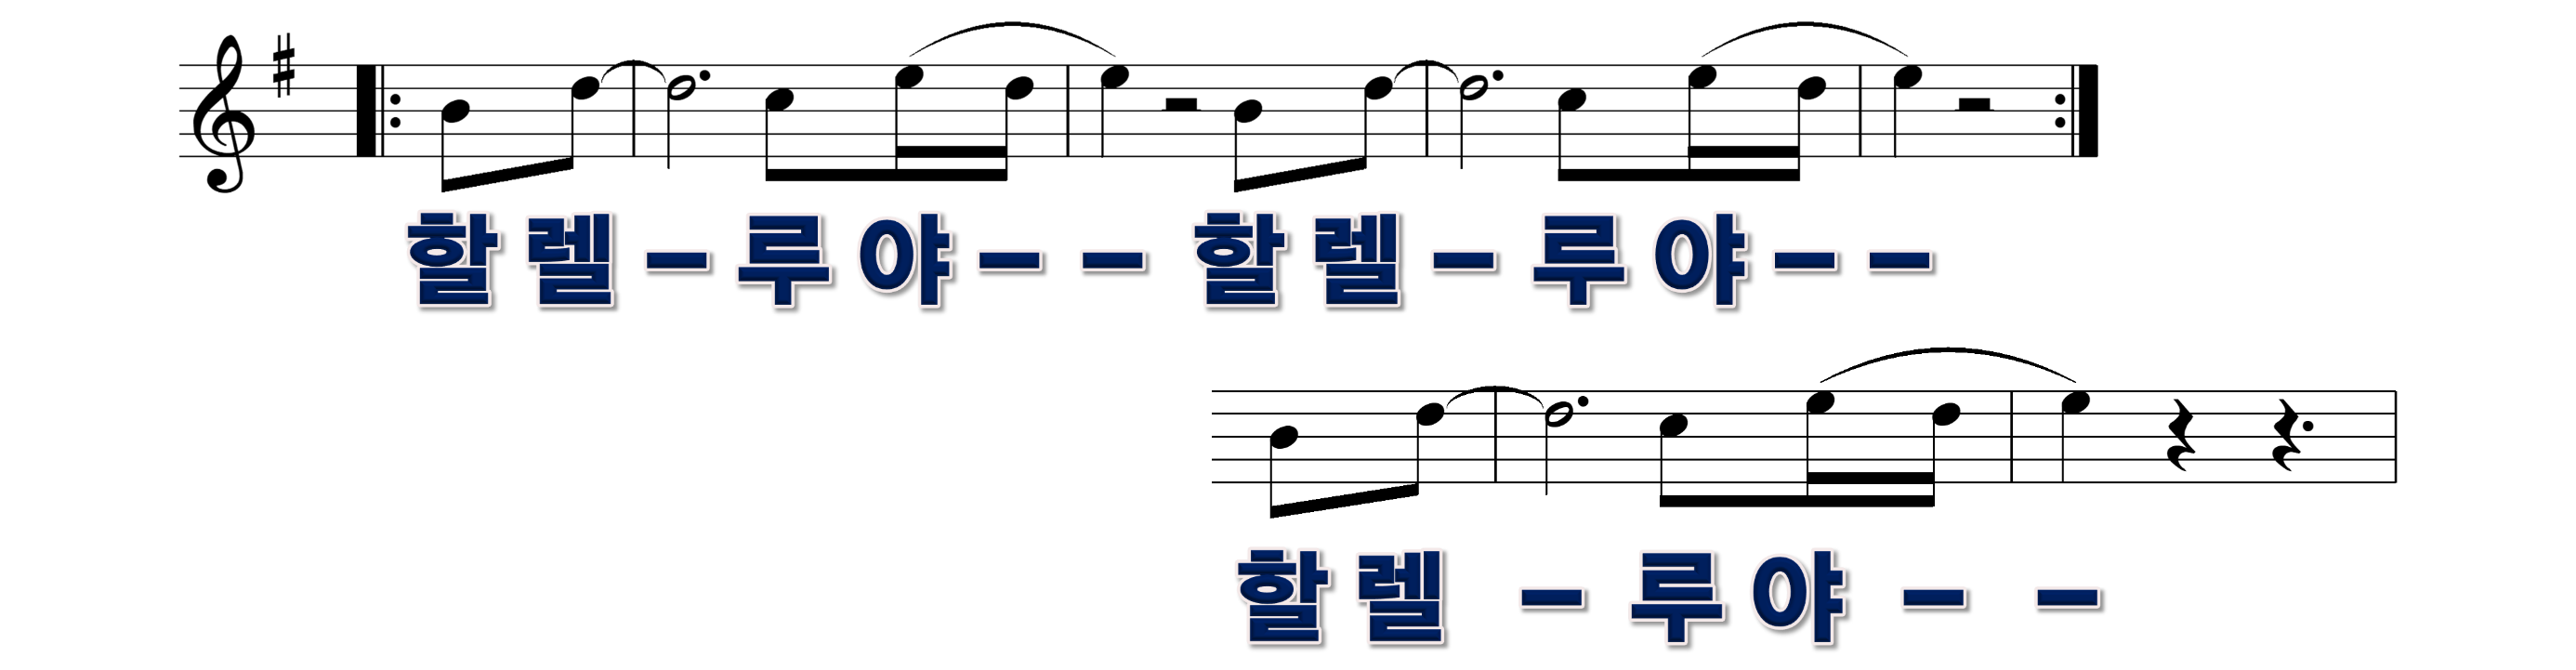 할 렐 – 루 야 – – 할 렐 – 루 야 – –
할 렐 – 루 야 – –